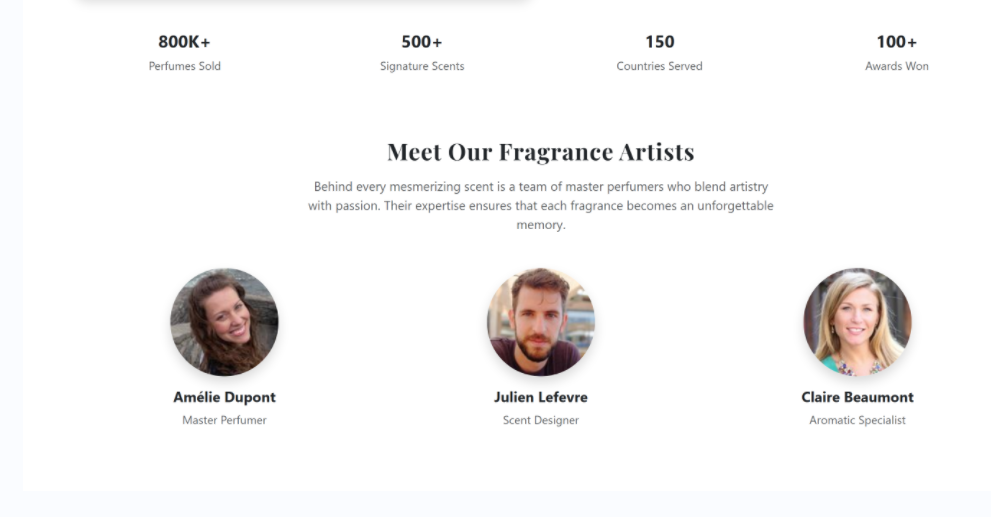 800K+ 500+ 150 100+
Perfumes Sold Signature Scents Countries Served Awards Won
Meet Our Fragrance Artists
Behind every mesmerizing scent is a team of master perfumers who blend artistry
with passion. Their expertise ensures that each fragrance becomes an unforgettable
memory.
Amélie Dupont Julien Lefevre Claire Beaumont
Master Perfumer Scent Designer Aromatic Specialist